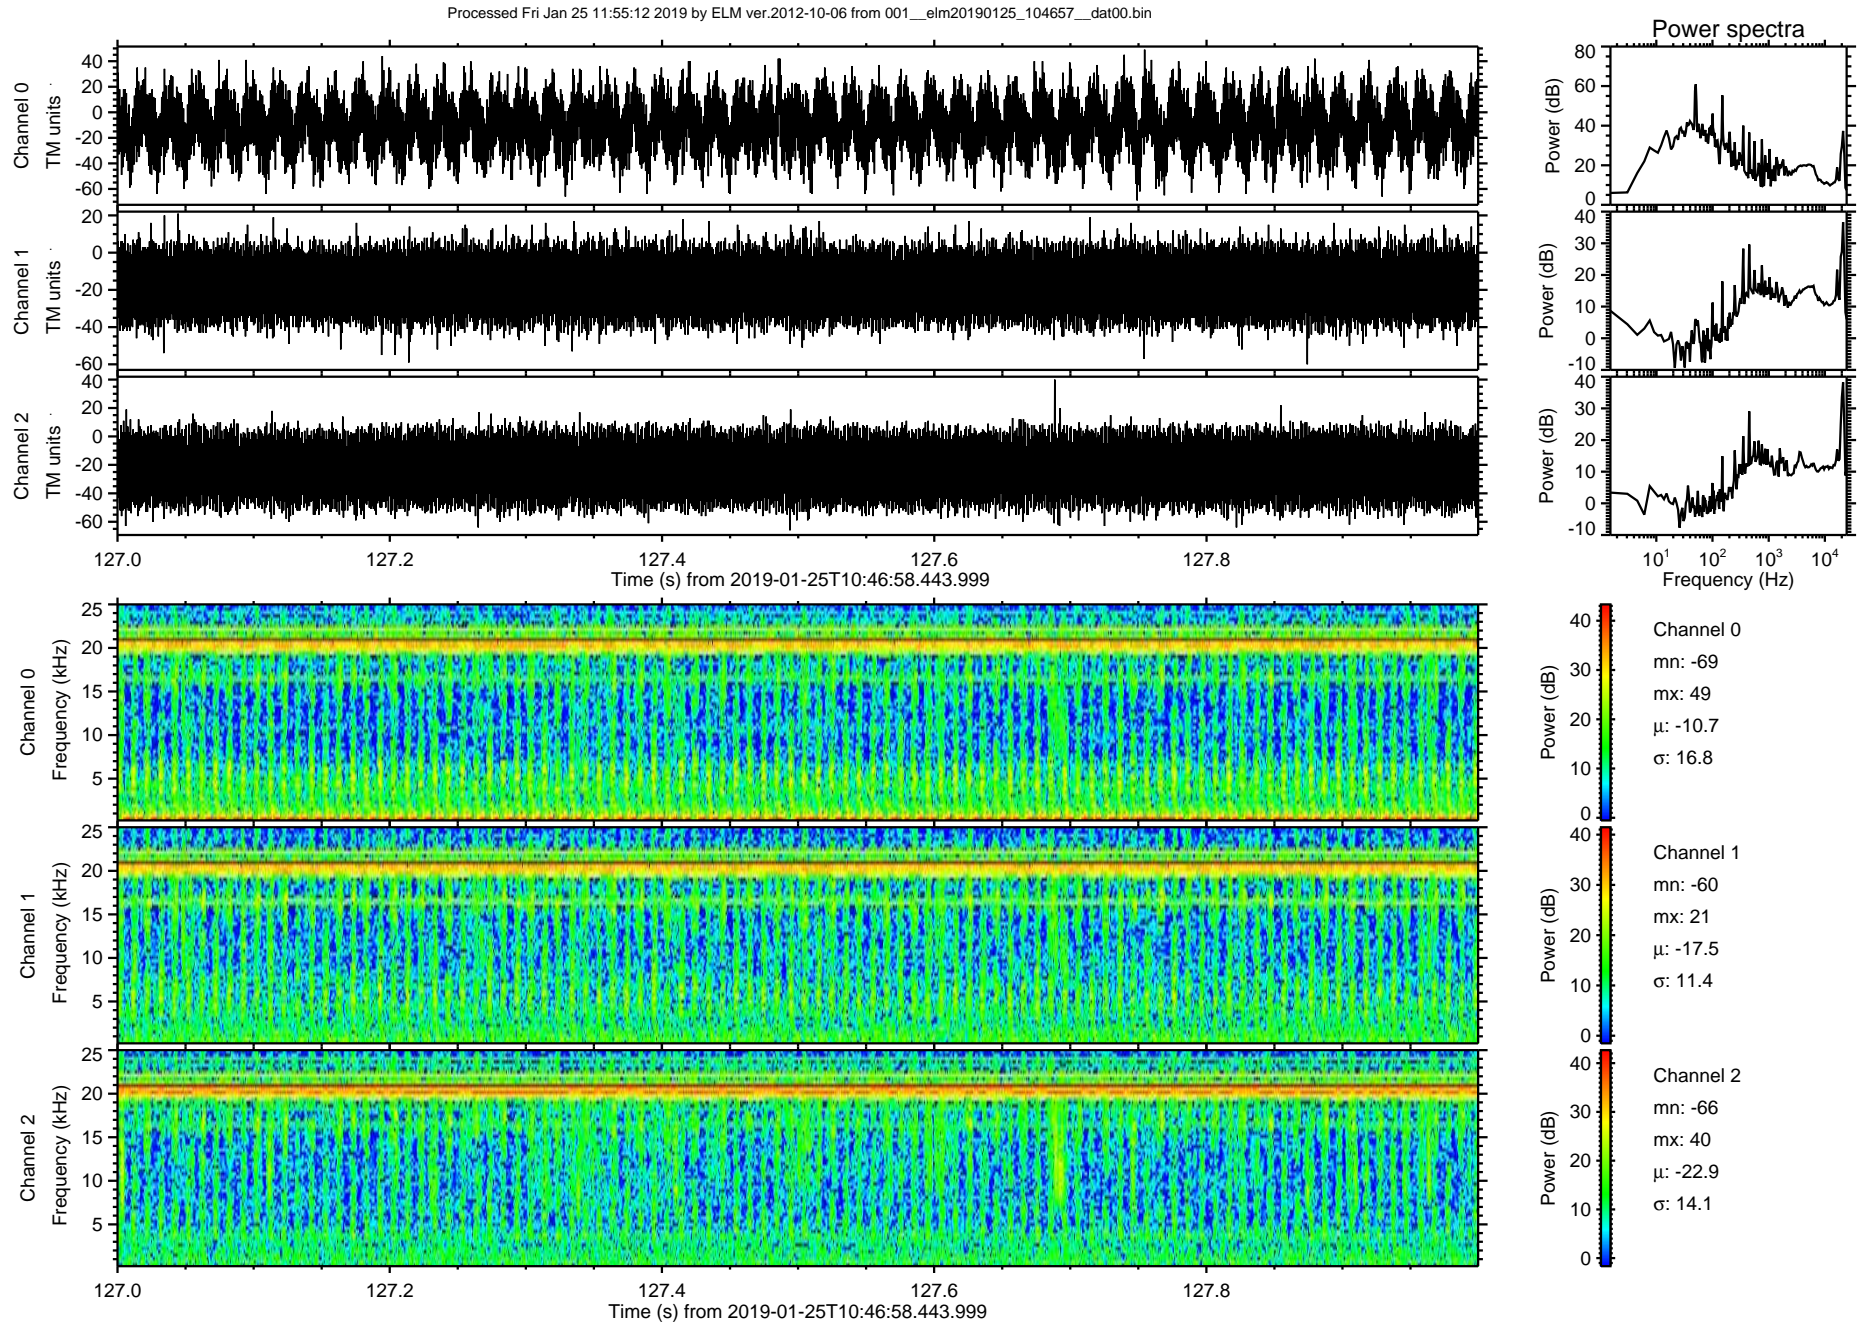 Processed Fri Jan 25 11:55:12 2019 by ELM ver.2012-10-06 from 001__elm20190125_104657__dat00.bin
Power spectra
Channel 0
TM units
40
20
0
-20
-40
-60
Power (dB)
80
60
40
20
0
Channel 1
TM units
20
0
-20
-40
-60
Power (dB)
40
30
20
10
0
-10
Channel 2
TM units
40
20
0
-20
-40
-60
Power (dB)
40
30
20
10
0
-10
127.0 127.2 127.4 127.6 127.8
Time (s) from 2019-01-25T10:46:58.443.999
10¹ 10² 10³ 10⁴
Frequency (Hz)
Channel 0
Frequency (kHz)
25
20
15
10
5
Power (dB)
40
30
20
10
0
Channel 0
mn: -69
mx: 49
μ: -10.7
σ: 16.8
Channel 1
Frequency (kHz)
25
20
15
10
5
Power (dB)
40
30
20
10
0
Channel 1
mn: -60
mx: 21
μ: -17.5
σ: 11.4
Channel 2
Frequency (kHz)
25
20
15
10
5
Power (dB)
40
30
20
10
0
Channel 2
mn: -66
mx: 40
μ: -22.9
σ: 14.1
127.0 127.2 127.4 127.6 127.8
Time (s) from 2019-01-25T10:46:58.443.999